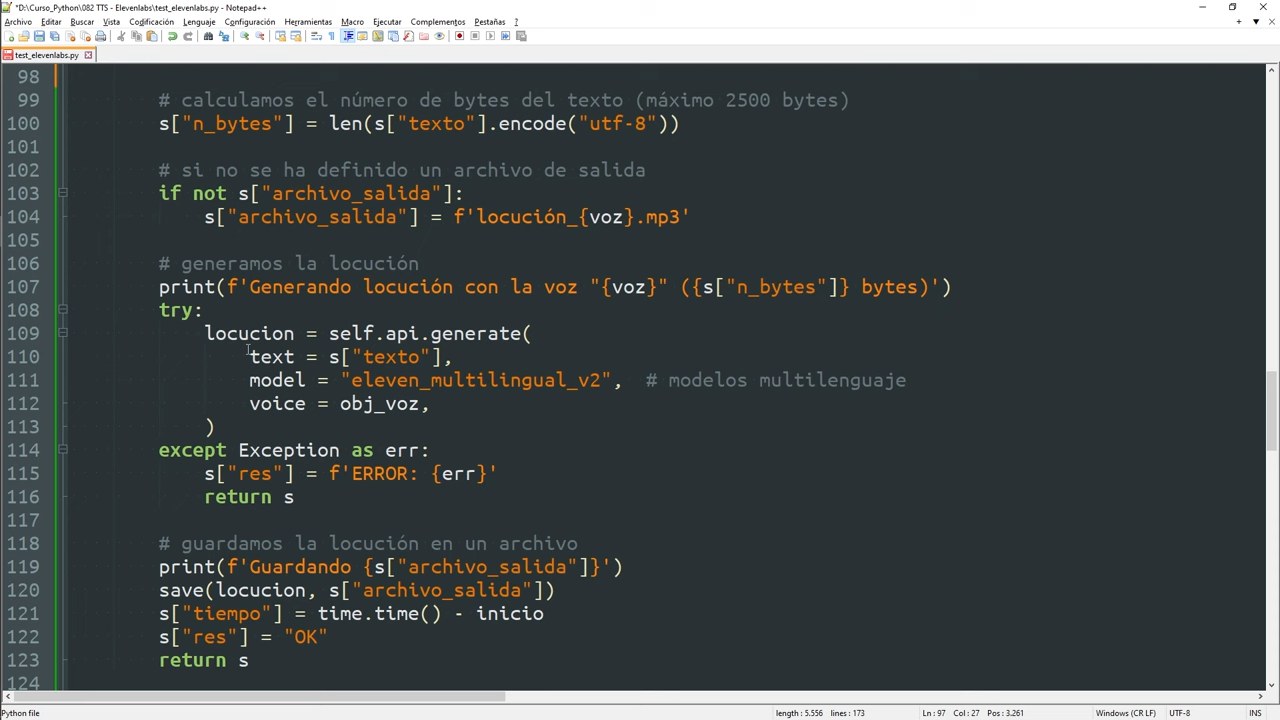 *D:\Curso_Python\082 TTS - Elevenlabs\test_elevenlabs.py - Notepad++
Archivo Editar Buscar Vista Codificación Lenguaje Configuración Herramientas Macro Ejecutar Complementos Pestañas ?
test_elevenlabs.py
98
99 # calculamos el número de bytes del texto (máximo 2500 bytes)
100 s["n_bytes"] = len(s["texto"].encode("utf-8"))
101
102 # si no se ha definido un archivo de salida
103 if not s["archivo_salida"]:
104 s["archivo_salida"] = f'locución_{voz}.mp3'
105
106 # generamos la locución
107 print(f'Generando locución con la voz "{voz}" ({s["n_bytes"]} bytes)')
108 try:
109 locucion = self.api.generate(
110 text = s["texto"],
111 model = "eleven_multilingual_v2", # modelos multilenguaje
112 voice = obj_voz,
113 )
114 except Exception as err:
115 s["res"] = f'ERROR: {err}'
116 return s
117
118 # guardamos la locución en un archivo
119 print(f'Guardando {s["archivo_salida"]}')
120 save(locucion, s["archivo_salida"])
121 s["tiempo"] = time.time() - inicio
122 s["res"] = "OK"
123 return s
124
Python file length : 5.556 lines : 173 Ln : 97 Col : 27 Pos : 3.261 Windows (CR LF) UTF-8 INS